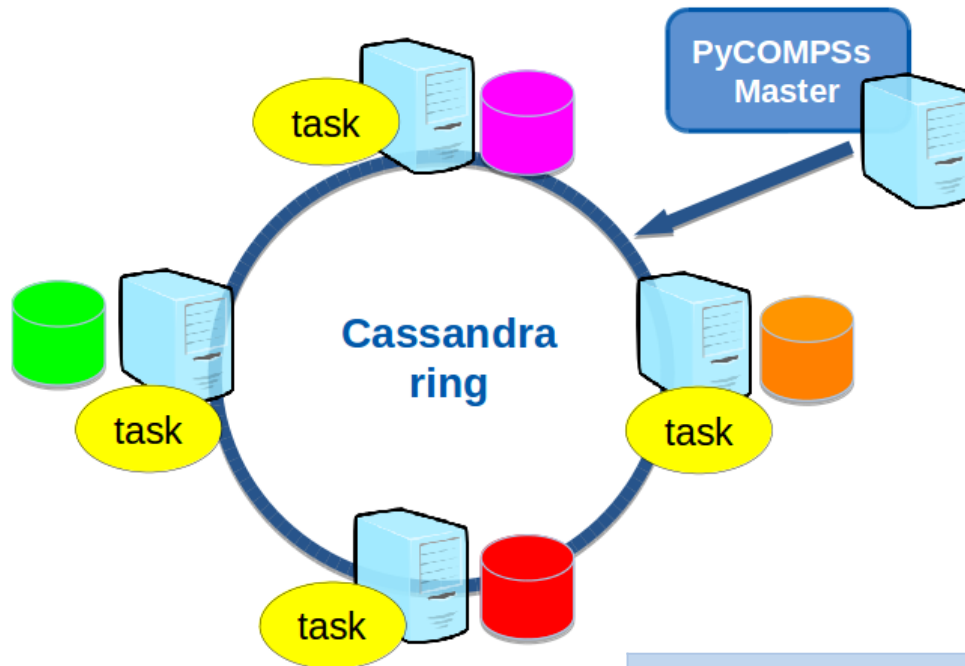 PyCOMPSs
Master
task
Cassandra
ring
task
task
task